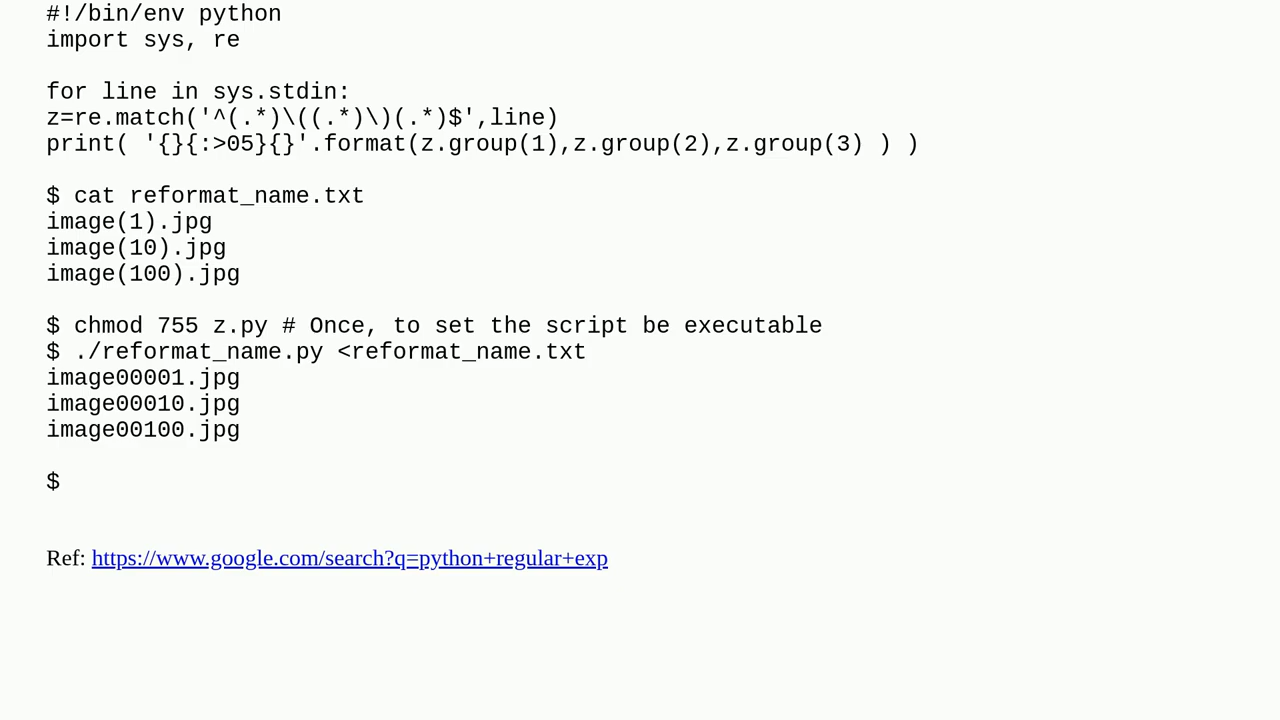 #!/bin/env python
import sys, re
for line in sys.stdin:
z=re.match('^(.*)\((.*)\)(.*)$',line)
print( '{}{:>05}{}'.format(z.group(1),z.group(2),z.group(3) ) )
$ cat reformat_name.txt
image(1).jpg
image(10).jpg
image(100).jpg
$ chmod 755 z.py # Once, to set the script be executable
$ ./reformat_name.py <reformat_name.txt
image00001.jpg
image00010.jpg
image00100.jpg
$
Ref: https://www.google.com/search?q=python+regular+exp